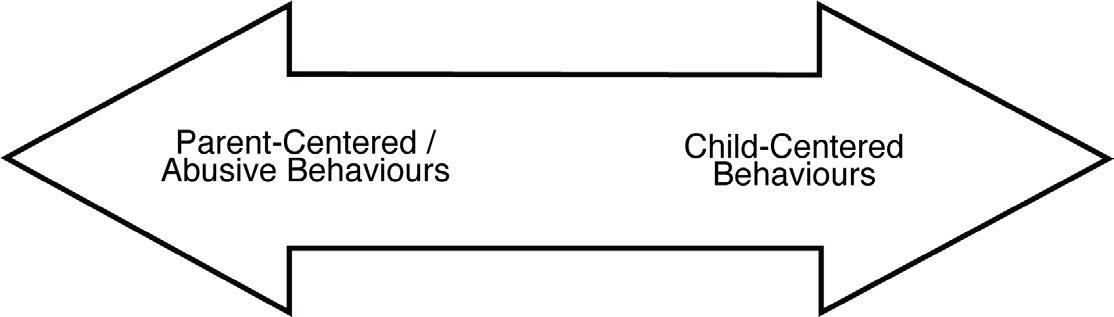 Parent-Centered /
Abusive Behaviours
Child-Centered
Behaviours